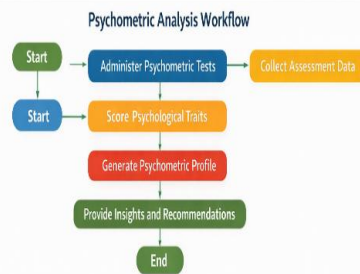 Psychometric Analysis Workflow
Start
Administer Psychometric Tests
Collect Assessment Data
Start
Score Psychological Traits
Generate Psychometric Profile
Provide Insights and Recommendations
End